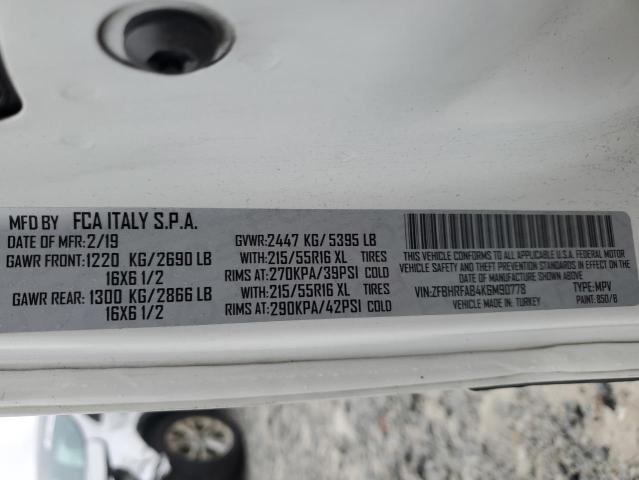 MFD BY FCA ITALY S.P.A.
DATE OF MFR:2/19 GVWR:2447 KG/ 5395 LB
GAWR FRONT:1220 KG/2690 LB WITH:215/55R16 XL TIRES
16X6 1/2 RIMS AT:270KPA/39PSI COLD
GAWR REAR: 1300 KG/2866 LB WITH:215/55R16 XL TIRES
16X6 1/2 RIMS AT:290KPA/42PSI COLD
THIS VEHICLE CONFORMS TO ALL APPLICABLE U.S.A. FEDERAL MOTOR
VEHICLE SAFETY AND THEFT PREVENTION STANDARDS IN EFFECT ON THE
DATE OF MANUFACTURE SHOWN ABOVE
VIN:ZFBHRFAB4KGM90778 TYPE:MPV
MADE IN: TURKEY PAINT: 850/B